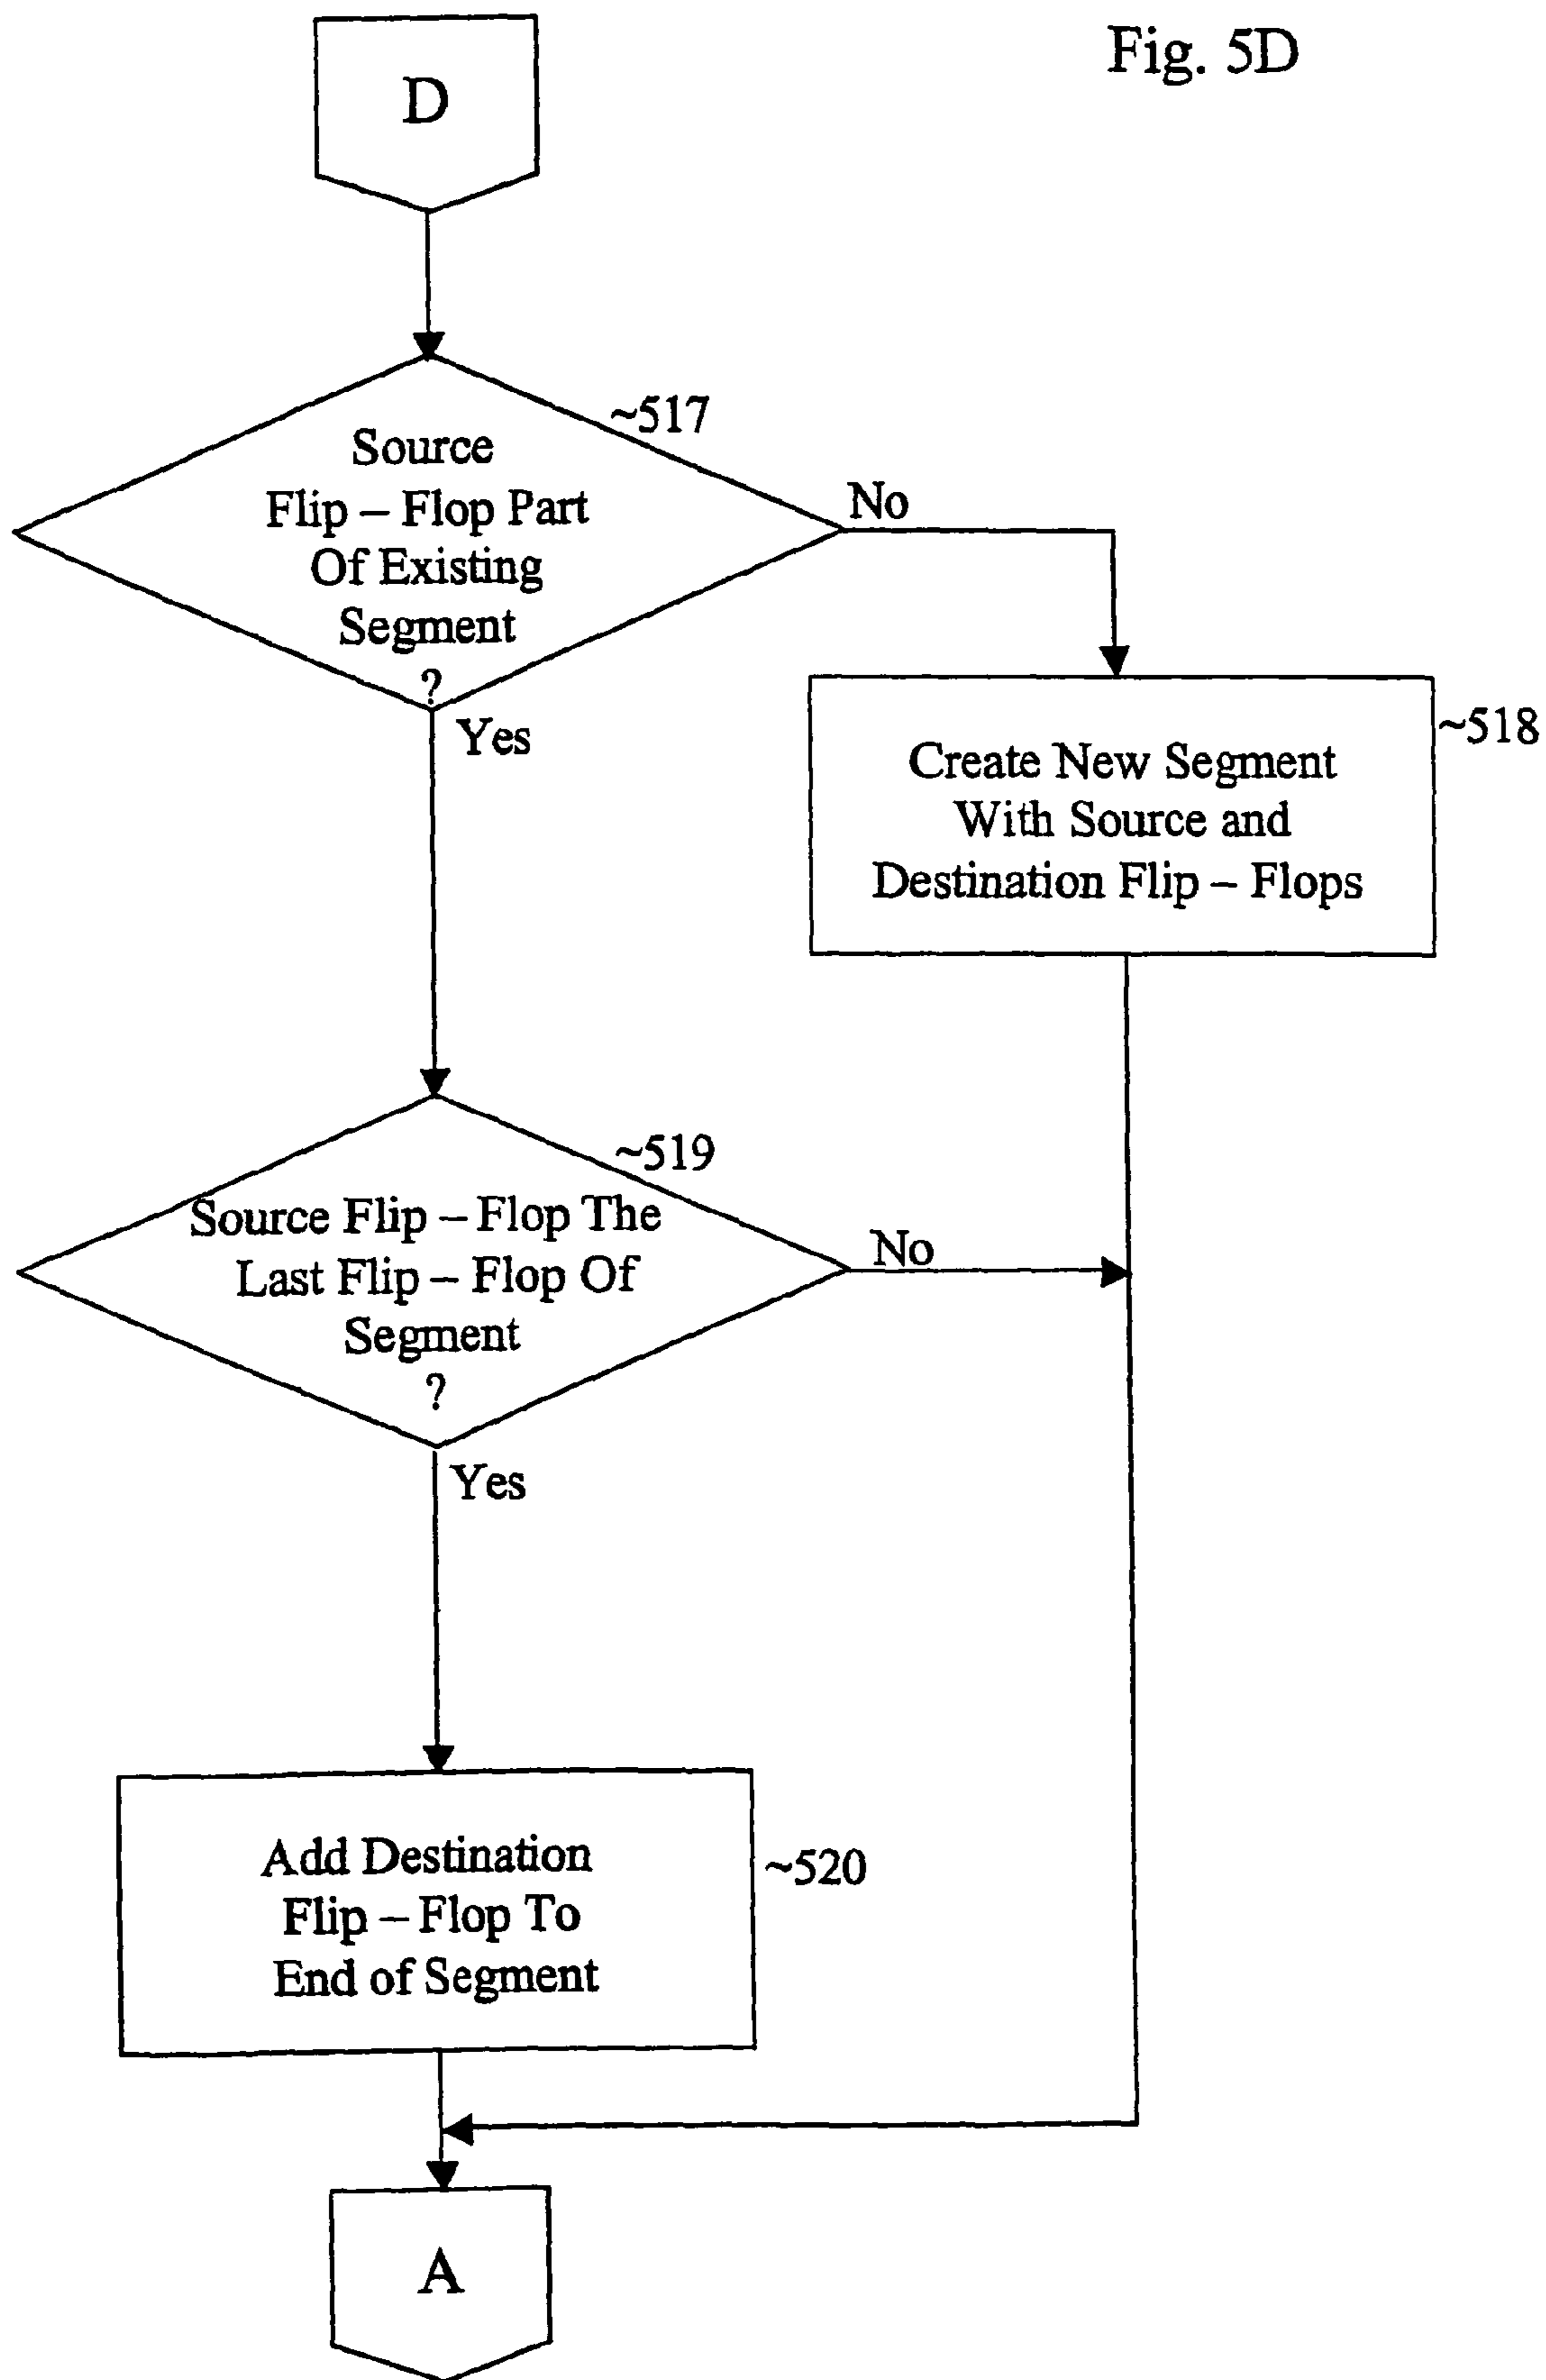 Fig. 5D
D
~517
Source
Flip – Flop Part
Of Existing
Segment
?
No
Yes
~518
Create New Segment
With Source and
Destination Flip – Flops
~519
Source Flip – Flop The
Last Flip – Flop Of
Segment
?
No
Yes
Add Destination
Flip – Flop To
End of Segment
~520
A